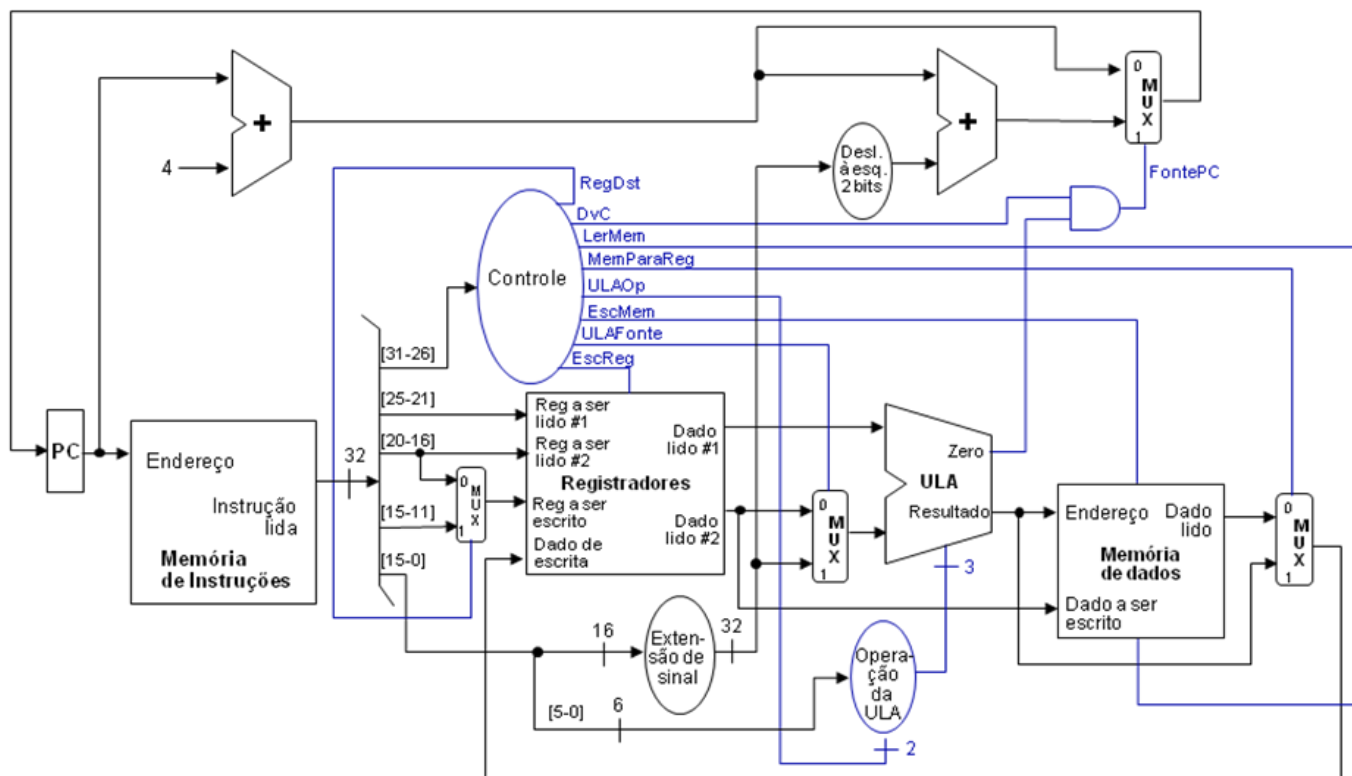 0
M
U
X
1
+
+
4
Desl.
à esq.
2 bits
FontePC
RegDst
DvC
LerMem
MemParaReg
ULAOp
EscMem
ULAFonte
EscReg
Controle
[31-26]
[25-21]
[20-16]
[15-11]
[15-0]
PC
Endereço
Instrução
lida
Memória
de Instruções
32
0
M
U
X
1
Reg a ser
lido #1
Reg a ser
lido #2
Registradores
Reg a ser
escrito
Dado de
escrita
Dado
lido #1
Dado
lido #2
0
M
U
X
1
Zero
ULA
Resultado
3
Endereço
Dado
lido
Memória
de dados
Dado a ser
escrito
0
M
U
X
1
16
Exten-
são de
sinal
32
Opera-
ção
da
ULA
[5-0]
6
2